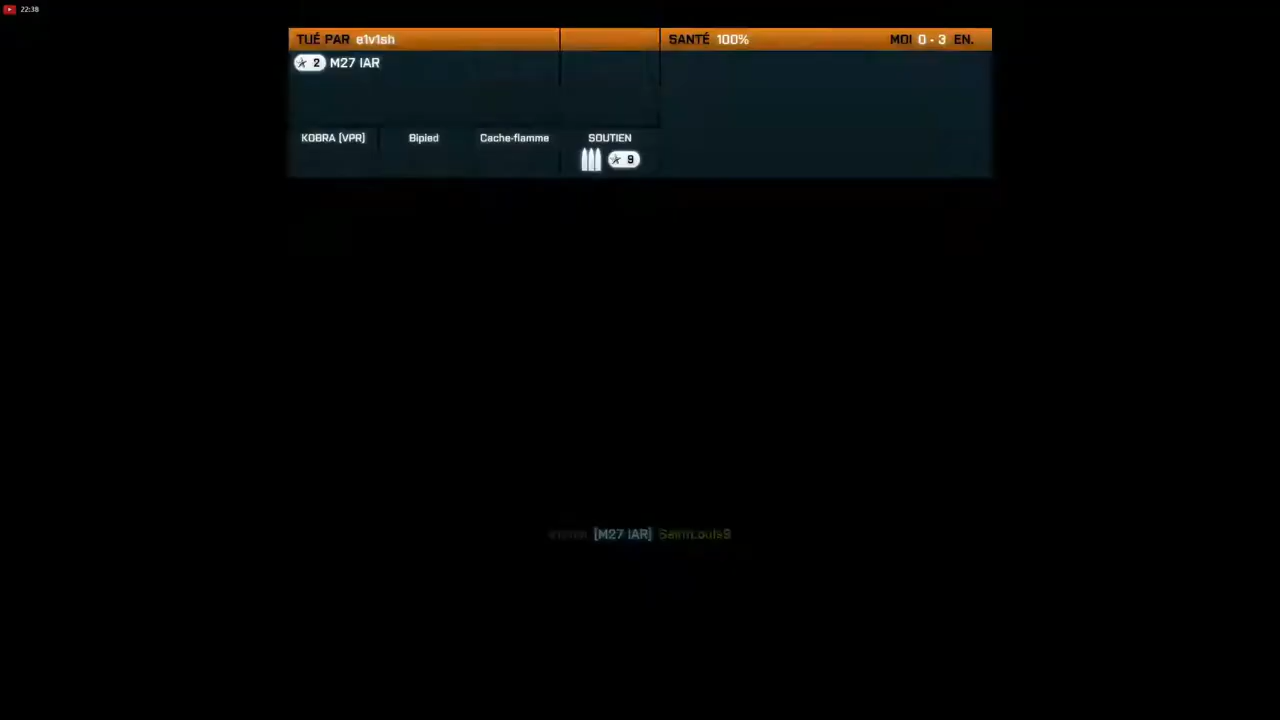 22:38
TUÉ PAR e1v1sh
SANTÉ 100%
MOI 0 - 3 EN.
2 M27 IAR
KOBRA [VPR]
Bipied
Cache-flamme
SOUTIEN
9
[M27 IAR] SaintLouis9